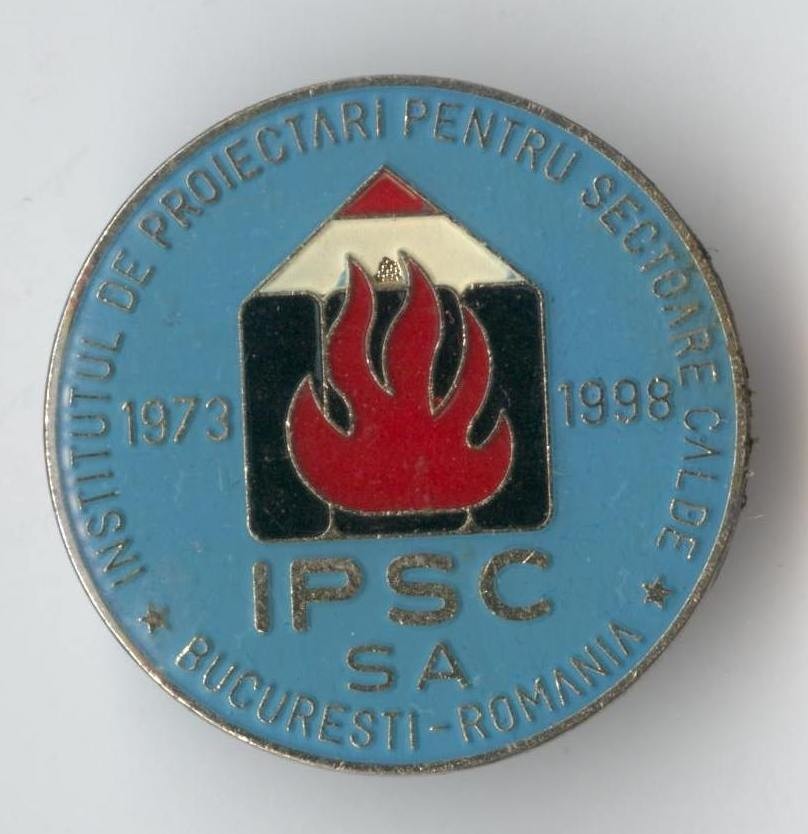 INSTITUTUL DE PROIECTARI PENTRU SECTOARE CALDE
1973 1998
IPSC
SA
★ BUCURESTI - ROMANIA ★